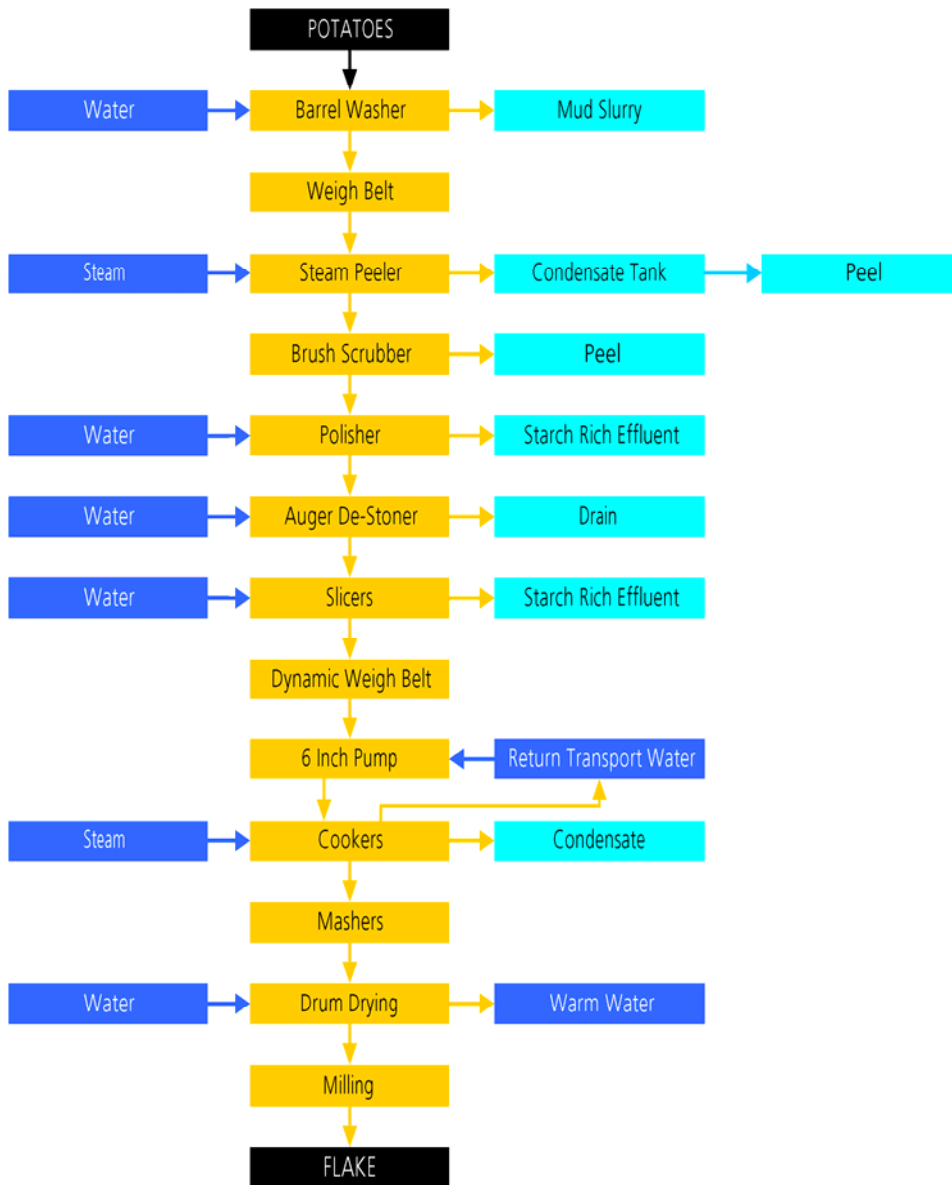 POTATOES
Water
Barrel Washer
Mud Slurry
Weigh Belt
Steam
Steam Peeler
Condensate Tank
Peel
Brush Scrubber
Peel
Water
Polisher
Starch Rich Effluent
Water
Auger De-Stoner
Drain
Water
Slicers
Starch Rich Effluent
Dynamic Weigh Belt
6 Inch Pump
Return Transport Water
Steam
Cookers
Condensate
Mashers
Water
Drum Drying
Warm Water
Milling
FLAKE